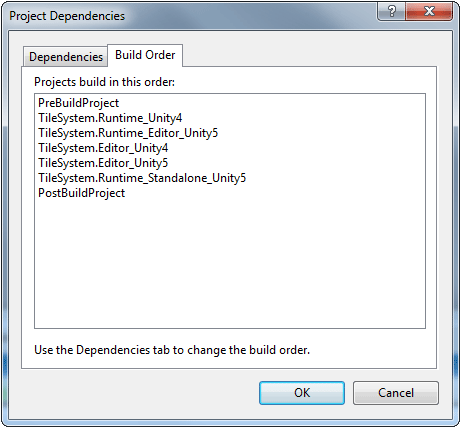 Project Dependencies
Dependencies
Build Order
Projects build in this order:
PreBuildProject
TileSystem.Runtime_Unity4
TileSystem.Runtime_Editor_Unity5
TileSystem.Editor_Unity4
TileSystem.Editor_Unity5
TileSystem.Runtime_Standalone_Unity5
PostBuildProject
Use the Dependencies tab to change the build order.
OK
Cancel